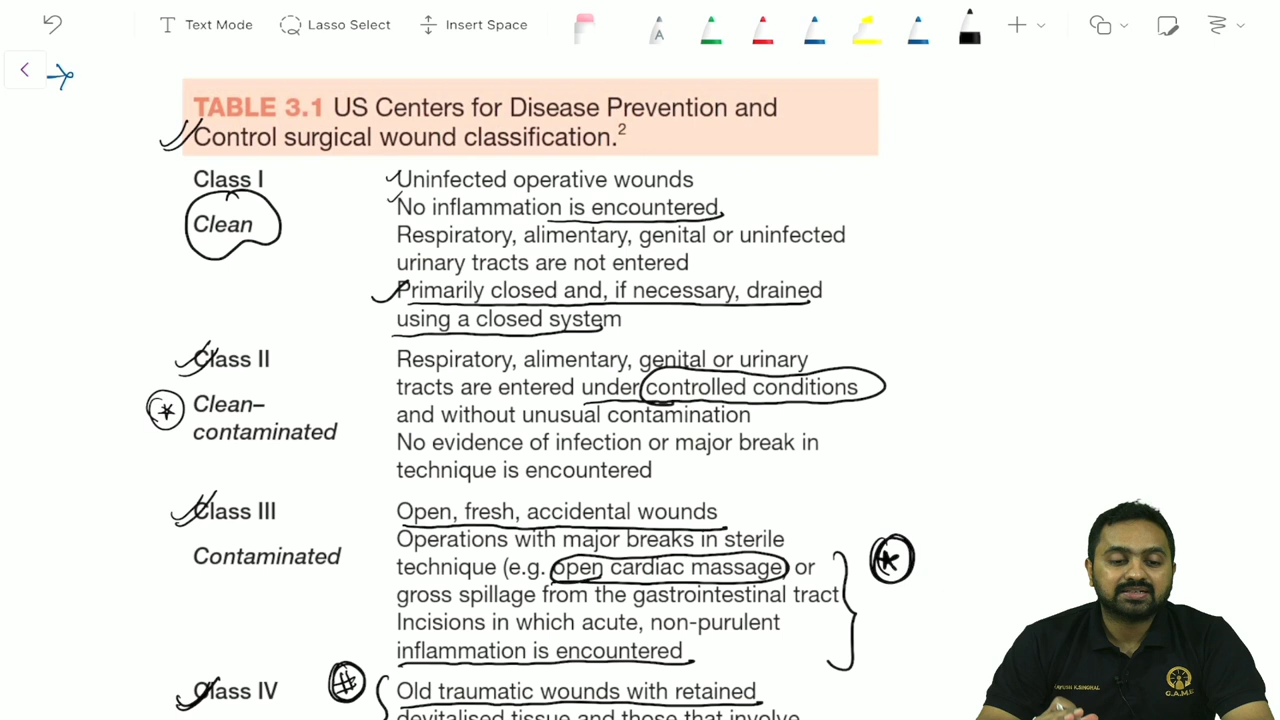 Text Mode
Lasso Select
Insert Space
TABLE 3.1 US Centers for Disease Prevention and
Control surgical wound classification.2
Class I
Clean
Uninfected operative wounds
No inflammation is encountered
Respiratory, alimentary, genital or uninfected
urinary tracts are not entered
Primarily closed and, if necessary, drained
using a closed system
Class II
Clean–
contaminated
Respiratory, alimentary, genital or urinary
tracts are entered under controlled conditions
and without unusual contamination
No evidence of infection or major break in
technique is encountered
Class III
Contaminated
Open, fresh, accidental wounds
Operations with major breaks in sterile
technique (e.g. open cardiac massage) or
gross spillage from the gastrointestinal tract
Incisions in which acute, non-purulent
inflammation is encountered
Class IV
Old traumatic wounds with retained
devitalised tissue and those that involve
G.A.M.E